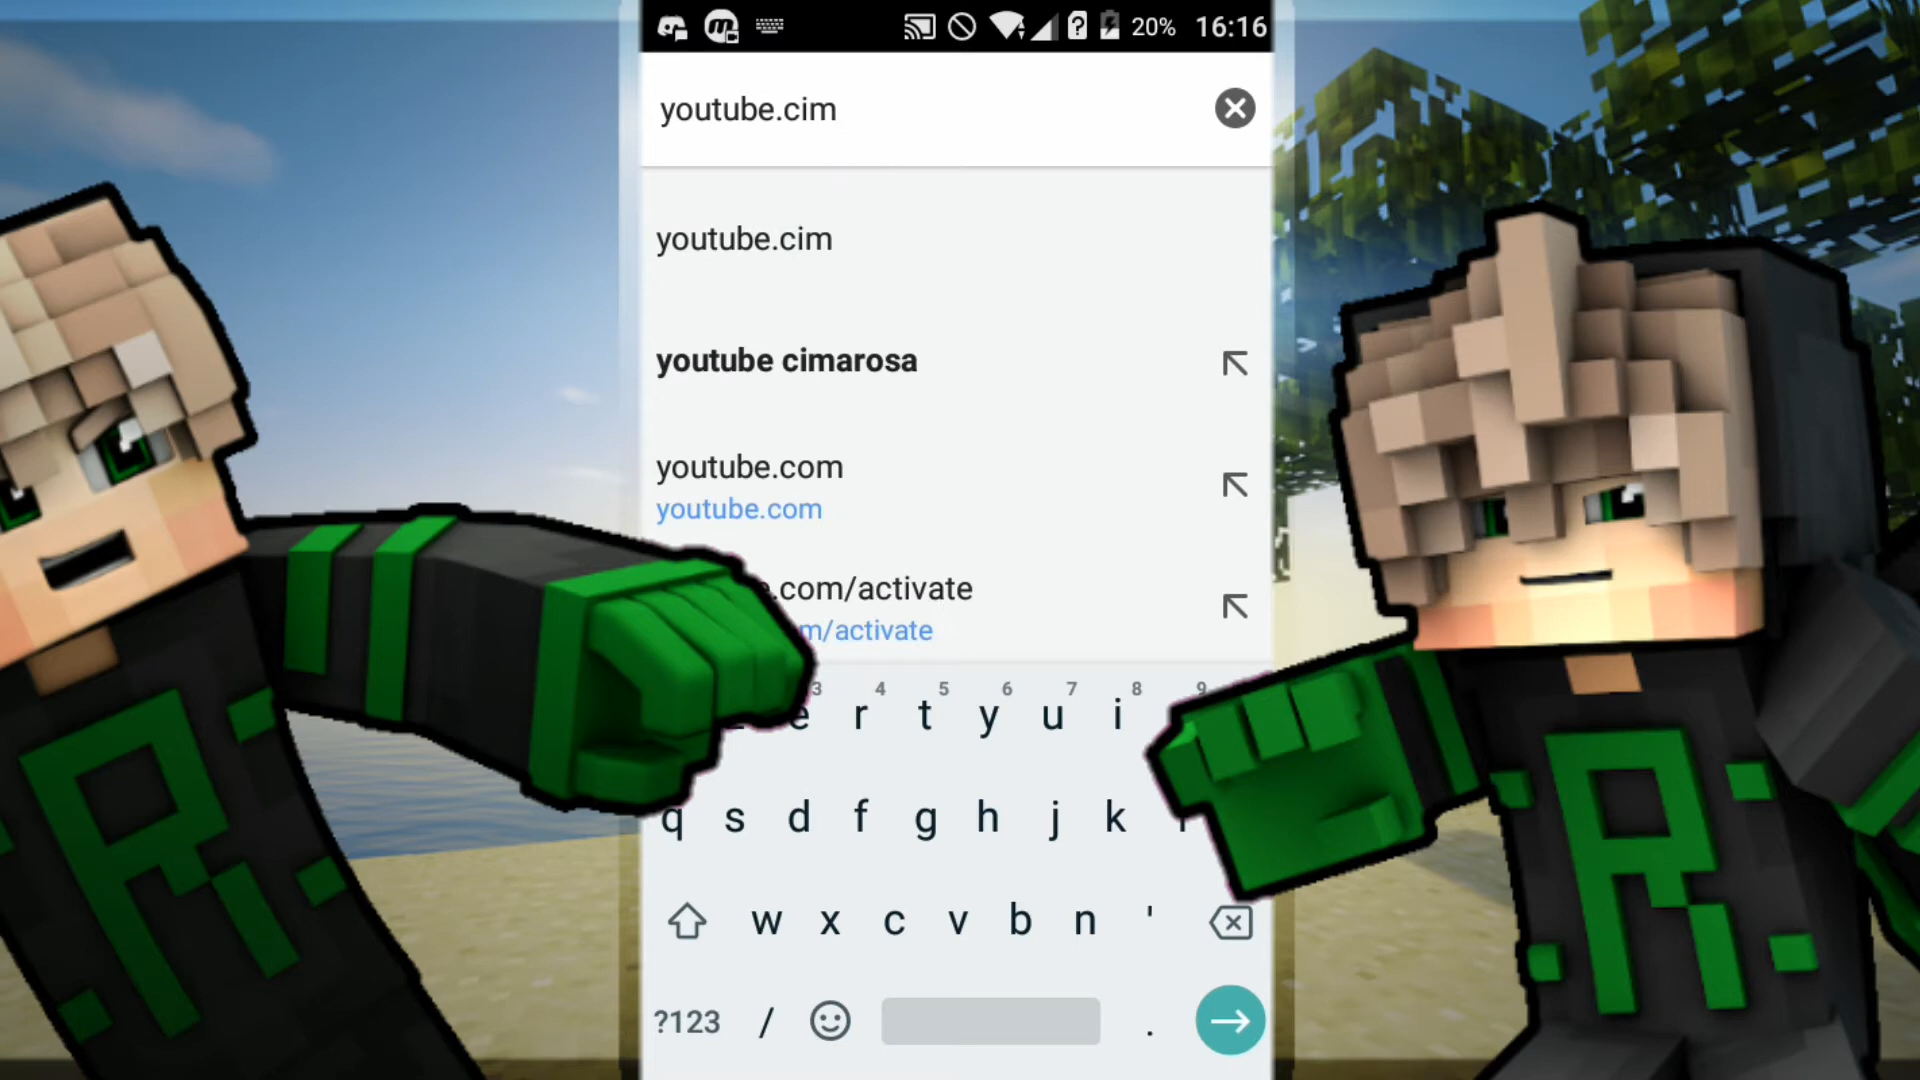 20% 16:16
youtube.cim
youtube.cim
youtube cimarosa
youtube.com
youtube.com
.com/activate
m/activate
3 4 5 6 7 8 9
e r t y u i
q s d f g h j k
w x c v b n '
?123 / .
R
R